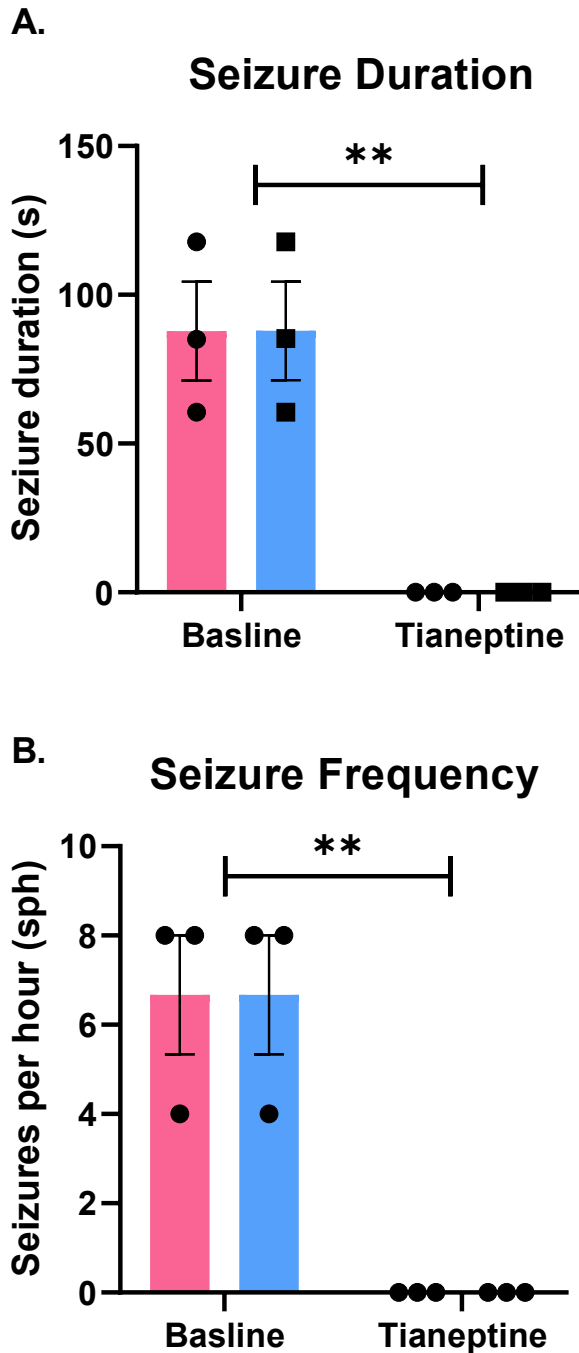 A.
Seizure Duration
150
**
100
50
0
Seziure duration (s)
Basline
Tianeptine
B.
Seizure Frequency
10
**
8
6
4
2
0
Seizures per hour (sph)
Basline
Tianeptine